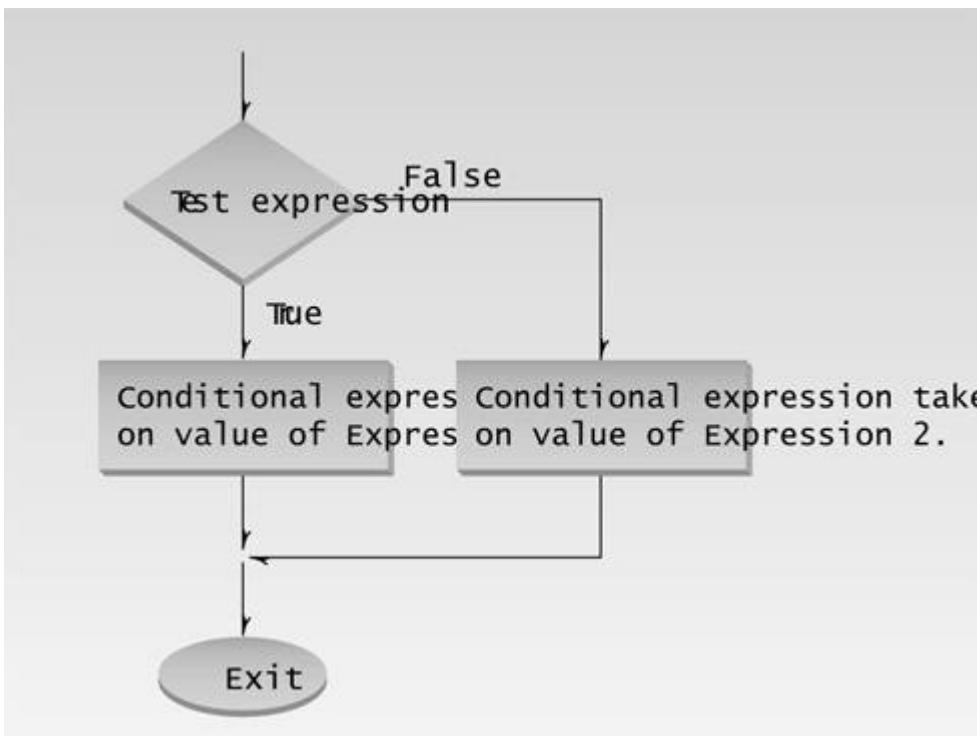 False
Test expression
True
Conditional expres
on value of Expres
Conditional expression take
on value of Expression 2.
Exit